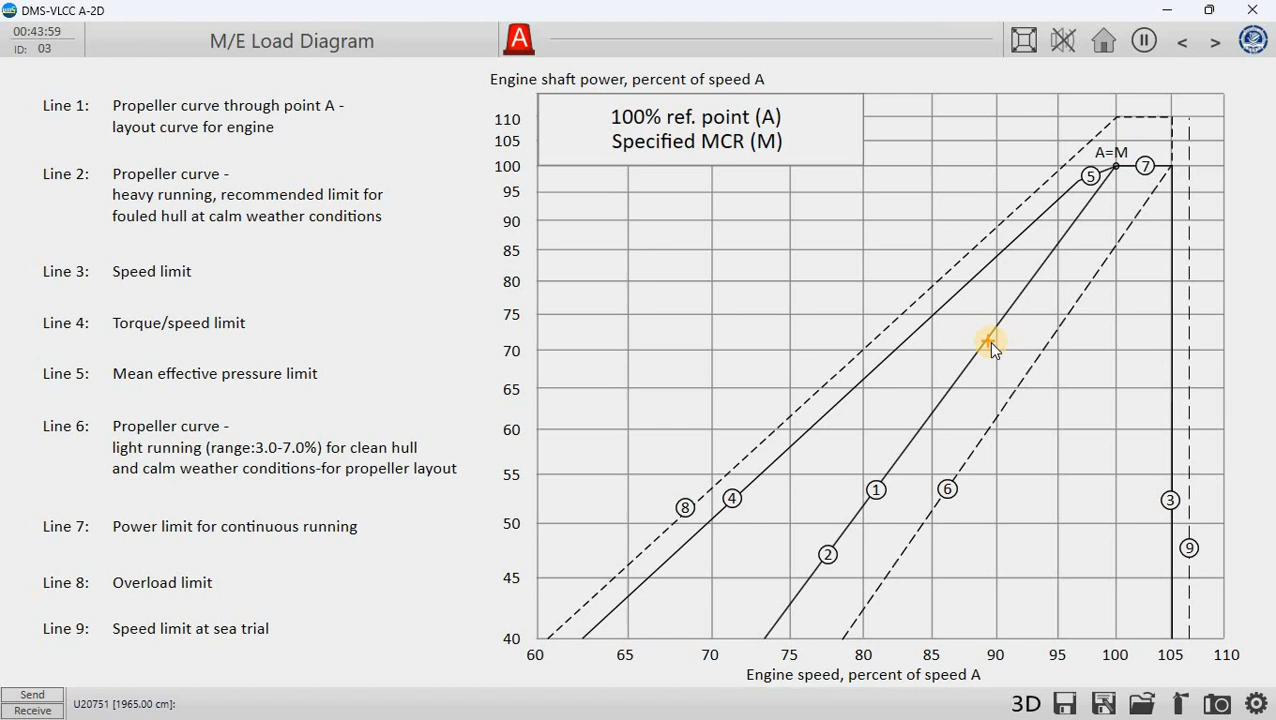 DMS-VLCC A-2D
00:43:59
ID: 03
M/E Load Diagram
A
Line 1: Propeller curve through point A -
layout curve for engine
Line 2: Propeller curve -
heavy running, recommended limit for
fouled hull at calm weather conditions
Line 3: Speed limit
Line 4: Torque/speed limit
Line 5: Mean effective pressure limit
Line 6: Propeller curve -
light running (range:3.0-7.0%) for clean hull
and calm weather conditions-for propeller layout
Line 7: Power limit for continuous running
Line 8: Overload limit
Line 9: Speed limit at sea trial
Engine shaft power, percent of speed A
100% ref. point (A)
Specified MCR (M)
110
105
100
95
90
85
80
75
70
65
60
55
50
45
40
A=M
5
7
8
4
1
6
3
2
9
60 65 70 75 80 85 90 95 100 105 110
Engine speed, percent of speed A
Send
Receive
U20751 [1965.00 cm]:
3D